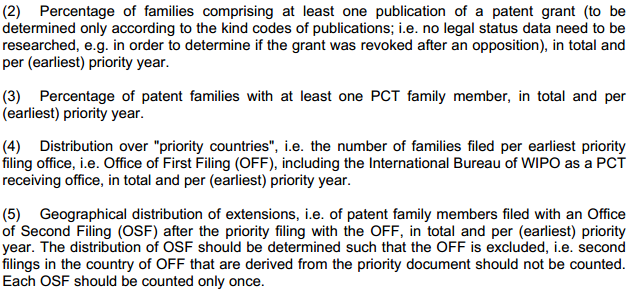 (2) Percentage of families comprising at least one publication of a patent grant (to be
determined only according to the kind codes of publications; i.e. no legal status data need to be
researched, e.g. in order to determine if the grant was revoked after an opposition), in total and
per (earliest) priority year.
(3) Percentage of patent families with at least one PCT family member, in total and per
(earliest) priority year.
(4) Distribution over "priority countries", i.e. the number of families filed per earliest priority
filing office, i.e. Office of First Filing (OFF), including the International Bureau of WIPO as a PCT
receiving office, in total and per (earliest) priority year.
(5) Geographical distribution of extensions, i.e. of patent family members filed with an Office
of Second Filing (OSF) after the priority filing with the OFF, in total and per (earliest) priority
year. The distribution of OSF should be determined such that the OFF is excluded, i.e. second
filings in the country of OFF that are derived from the priority document should not be counted.
Each OSF should be counted only once.